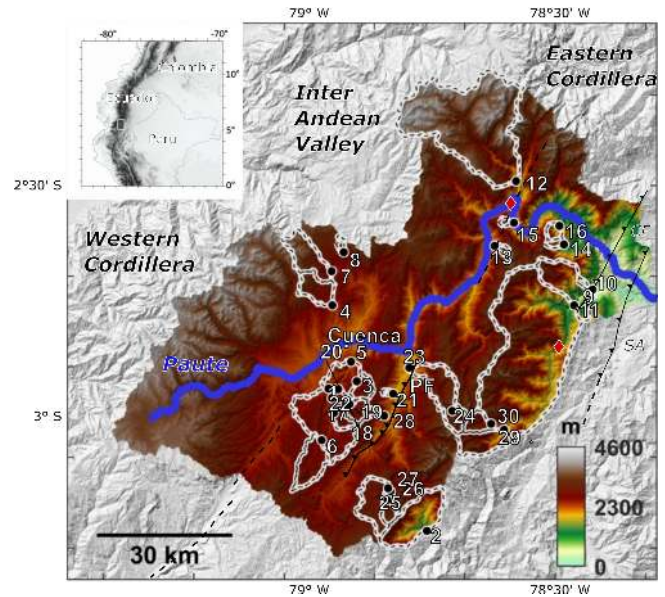 79° W
78°30' W
-80°
-70°
Colombia
Ecuador
Peru
0°
5°
10°
0°
Eastern
Cordillera
Inter
Andean
Valley
2°30' S
12
15
16
14
13
Western
Cordillera
8
7
4
10
9
11
SA
Cuenca
20
5
23
Paute
3
PF
1
22
17
19
21
18
28
24
30
29
3° S
6
27
26
25
2
m
4600
2300
0
30 km
79° W
78°30' W